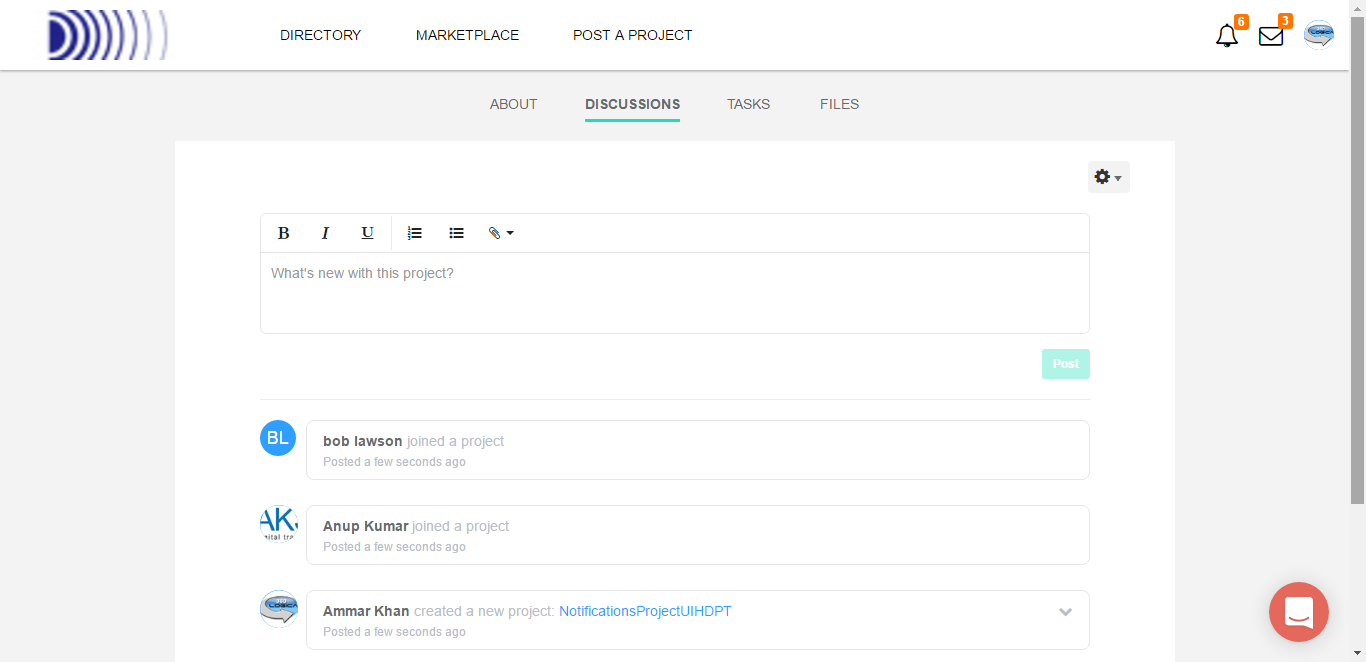 DIRECTORY MARKETPLACE POST A PROJECT 6 3
ABOUT DISCUSSIONS TASKS FILES
B I U
What's new with this project?
Post
BL
bob lawson joined a project
Posted a few seconds ago
AKS
Anup Kumar joined a project
Posted a few seconds ago
Ammar Khan created a new project: NotificationsProjectUIHDPT
Posted a few seconds ago